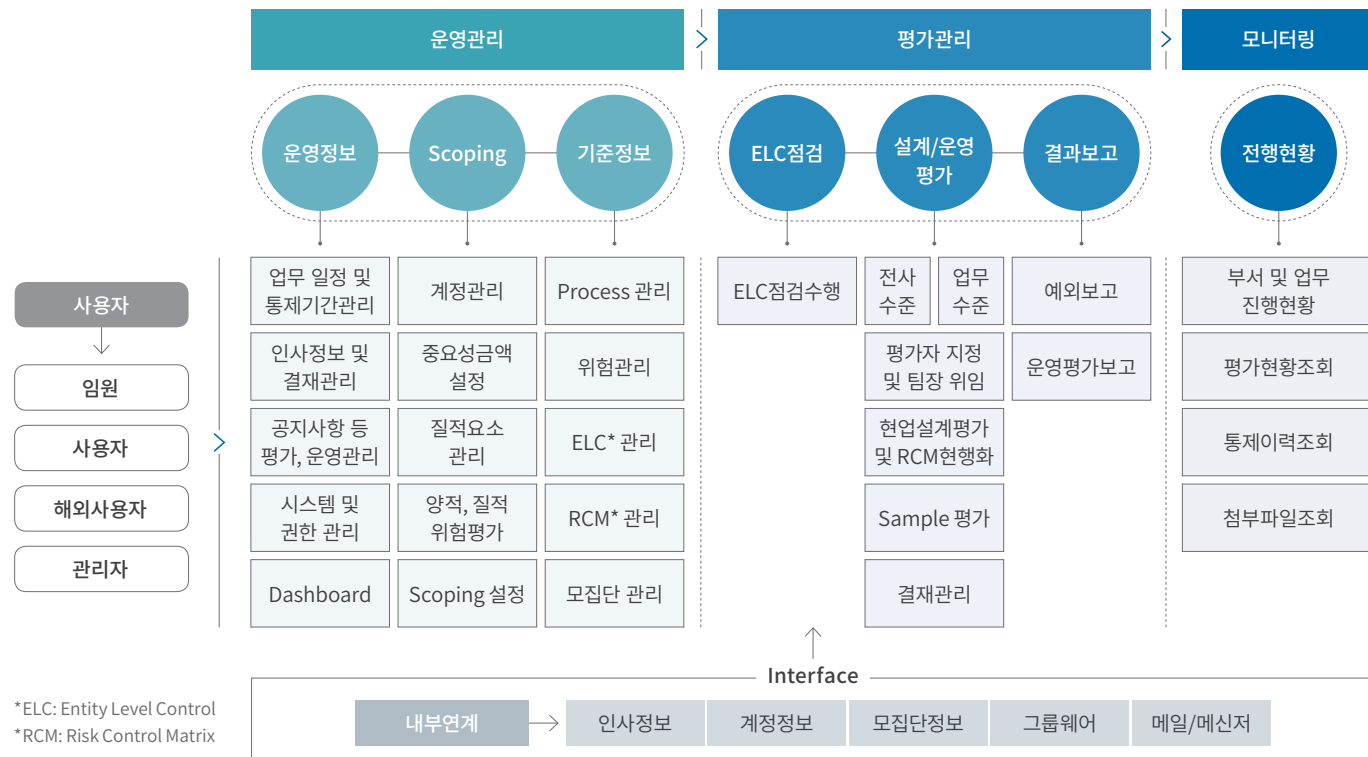 운영관리
평가관리
모니터링
운영정보
Scoping
기준정보
ELC점검
설계/운영
평가
결과보고
전행현황
사용자
임원
사용자
해외사용자
관리자
업무 일정 및
통제기간관리
인사정보 및
결재관리
공지사항 등
평가, 운영관리
시스템 및
권한 관리
Dashboard
계정관리
중요성금액
설정
질적요소
관리
양적, 질적
위험평가
Scoping 설정
Process 관리
위험관리
ELC* 관리
RCM* 관리
모집단 관리
ELC점검수행
전사
수준
업무
수준
평가자 지정
및 팀장 위임
현업설계평가
및 RCM현행화
Sample 평가
결재관리
예외보고
운영평가보고
부서 및 업무
진행현황
평가현황조회
통제이력조회
첨부파일조회
Interface
내부연계
인사정보
계정정보
모집단정보
그룹웨어
메일/메신저
*ELC: Entity Level Control
*RCM: Risk Control Matrix